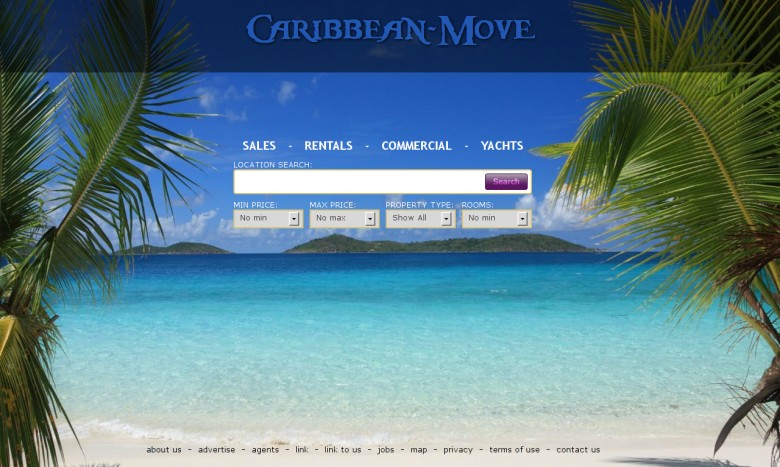 Caribbean~Move
SALES - RENTALS - COMMERCIAL - YACHTS
LOCATION SEARCH:
Search
MIN PRICE: MAX PRICE: PROPERTY TYPE: ROOMS:
No min No max Show All No min
about us - advertise - agents - link - link to us - jobs - map - privacy - terms of use - contact us